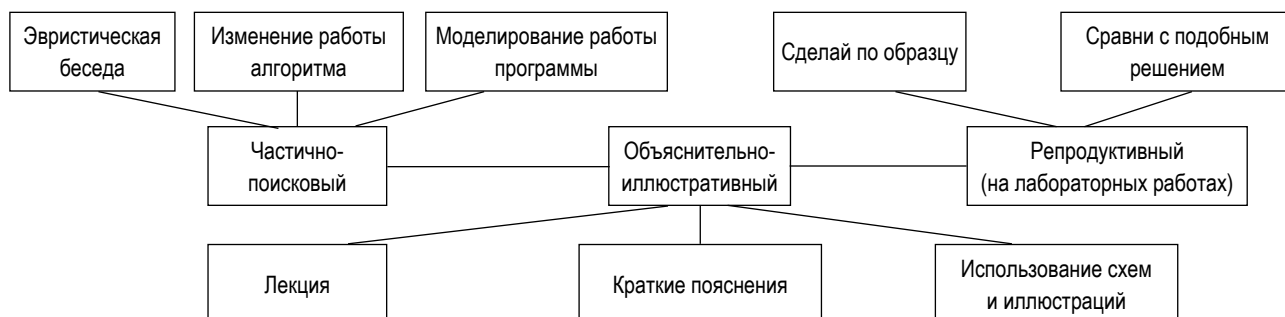 Эвристическая
беседа
Изменение работы
алгоритма
Моделирование работы
программы
Сделай по образцу
Сравни с подобным
решением
Частично-
поисковый
Объяснительно-
иллюстративный
Репродуктивный
(на лабораторных работах)
Лекция
Краткие пояснения
Использование схем
и иллюстраций